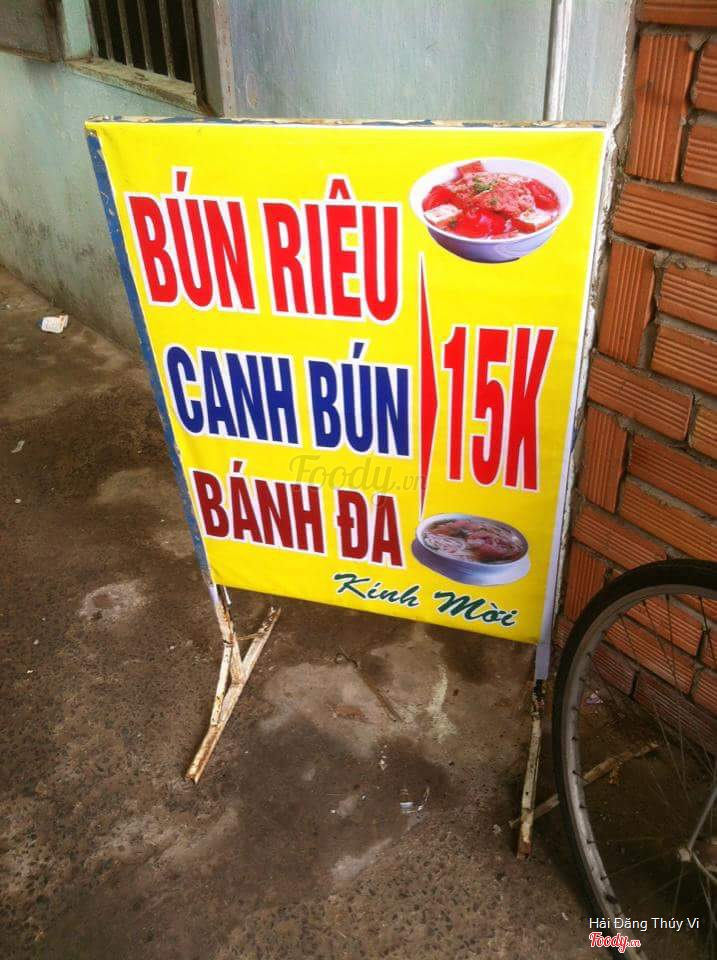 BÚN RIÊU
CANH BÚN
15K
BÁNH ĐA
Kính Mời
Foody.vn
Hải Đăng Thúy Vi
Foody.vn